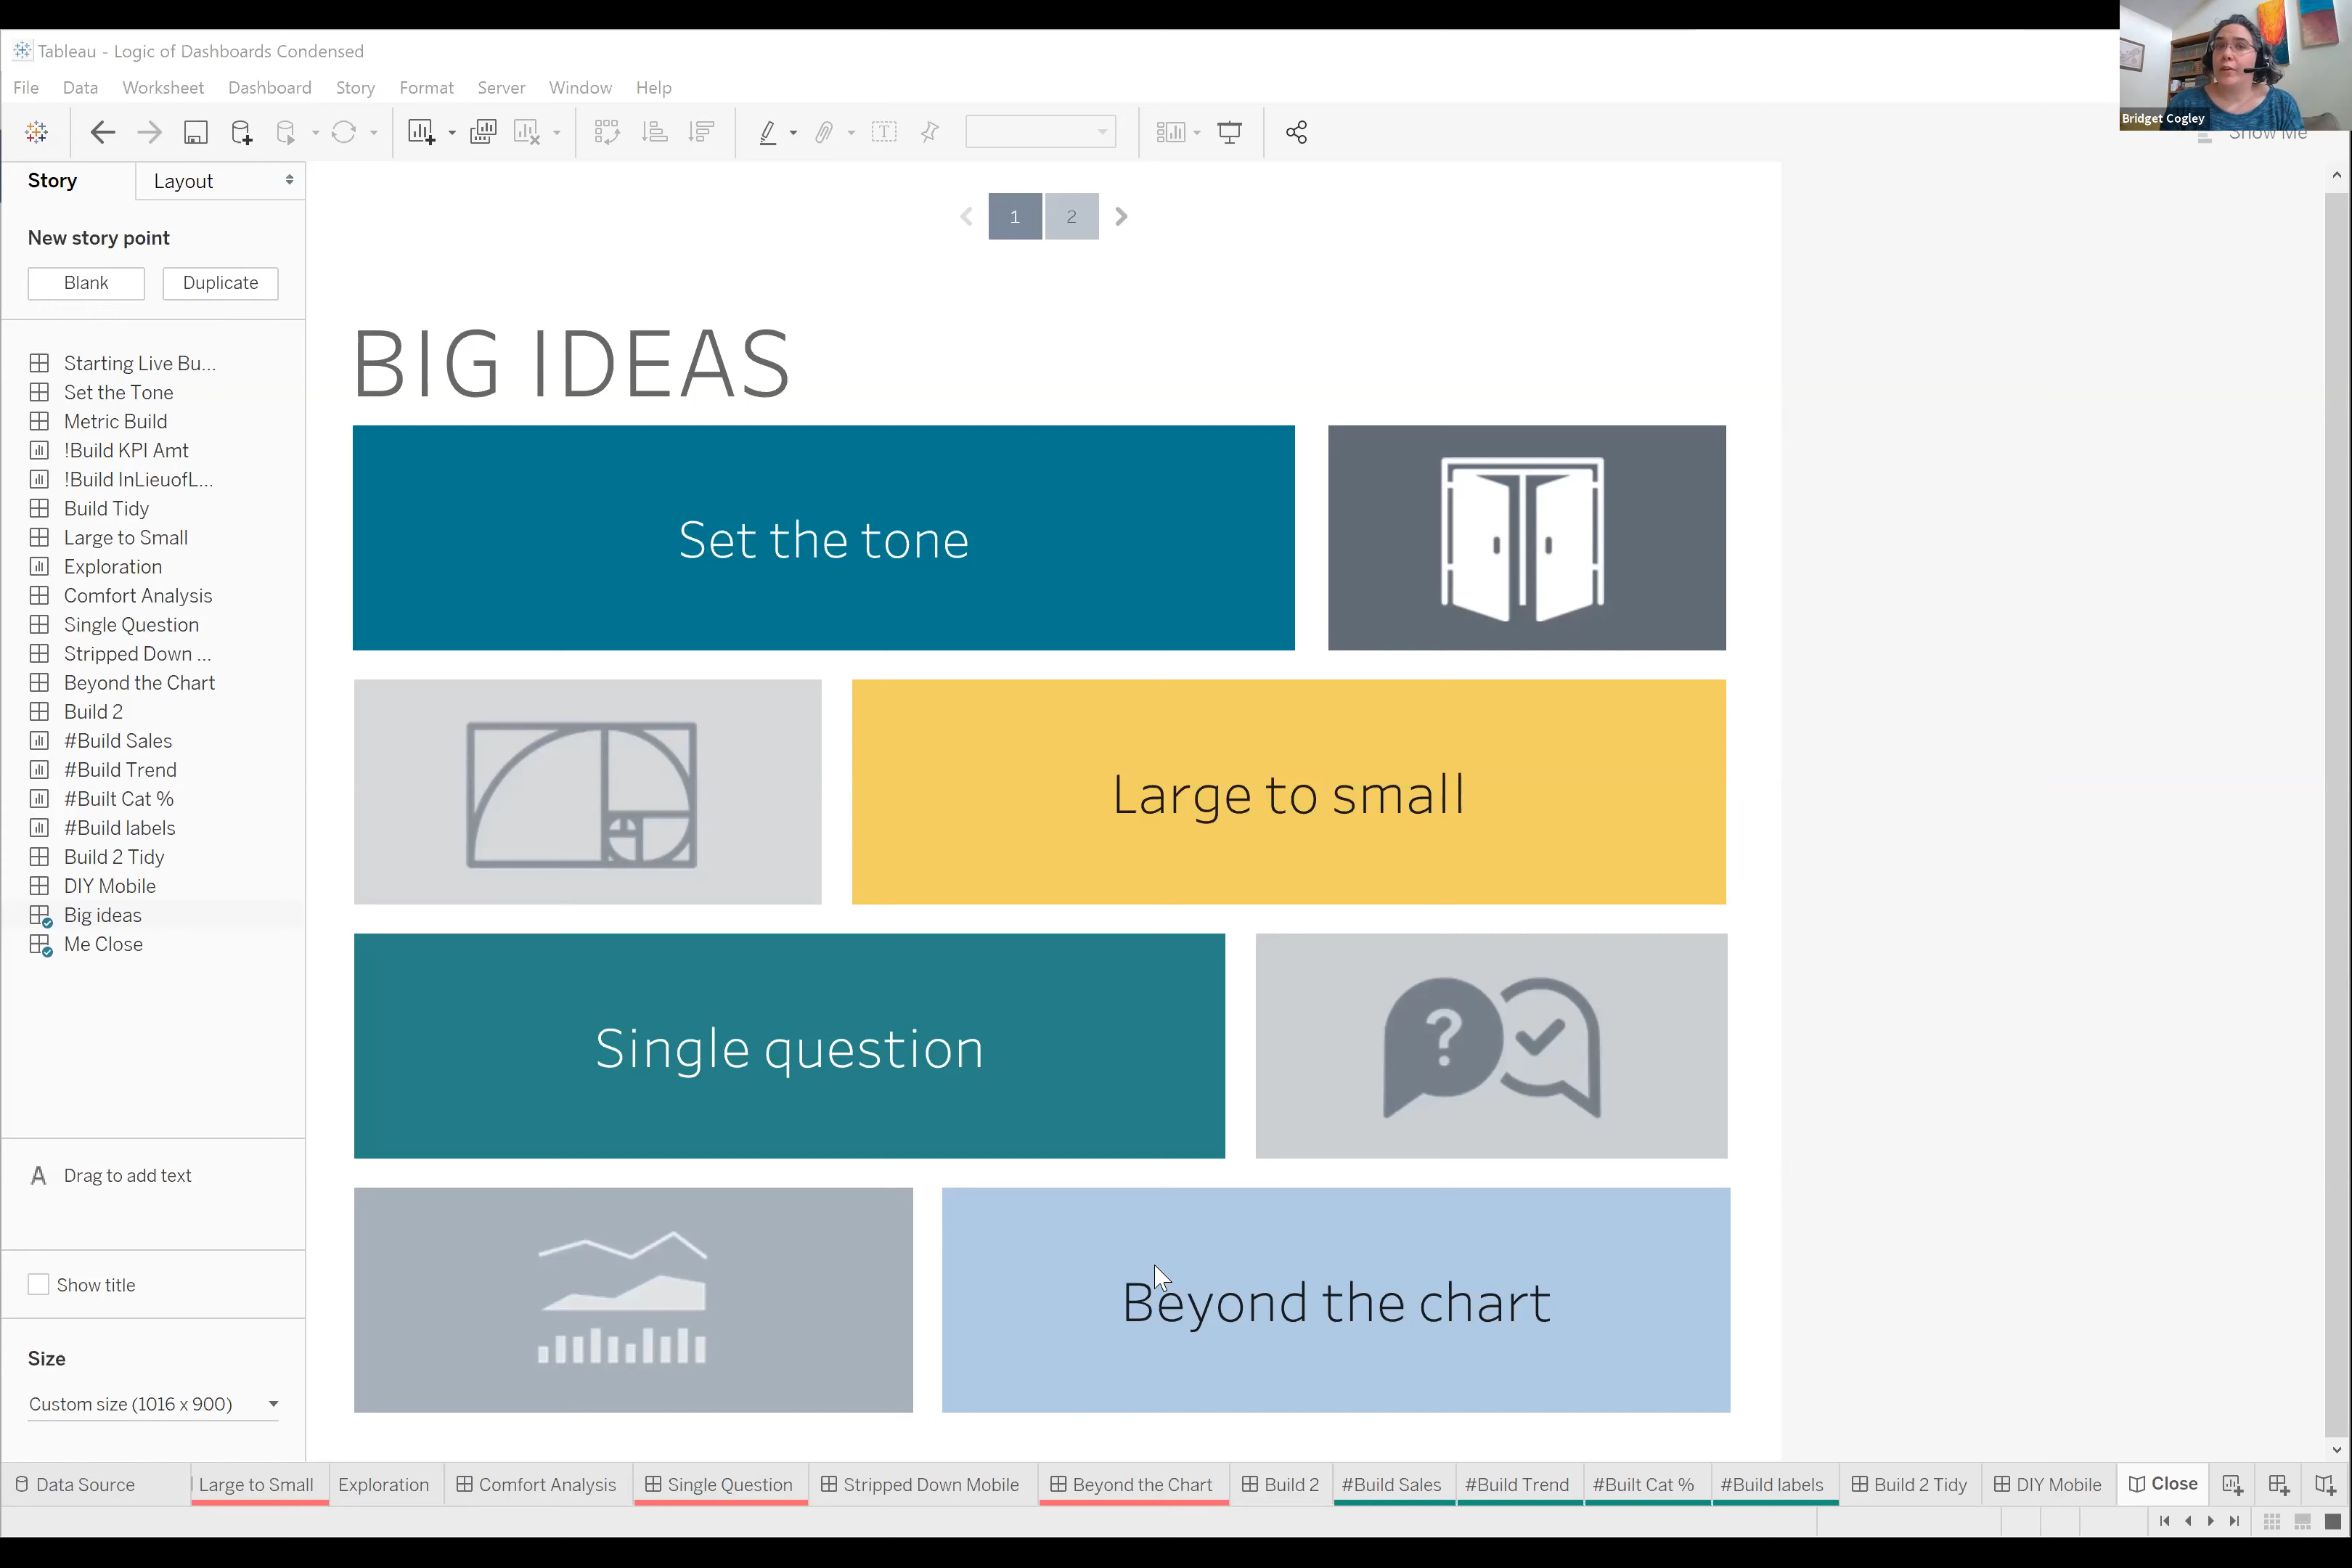 Tableau - Logic of Dashboards Condensed
File Data Worksheet Dashboard Story Format Server Window Help
Bridget Cogley
Show Me
Story Layout
1 2
New story point
Blank Duplicate
BIG IDEAS
Starting Live Bu...
Set the Tone
Metric Build
!Build KPI Amt
!Build InLieuofL...
Build Tidy
Large to Small
Exploration
Comfort Analysis
Single Question
Stripped Down ...
Beyond the Chart
Build 2
#Build Sales
#Build Trend
#Built Cat %
#Build labels
Build 2 Tidy
DIY Mobile
Big ideas
Me Close
Set the tone
Large to small
Single question
?
Beyond the chart
A Drag to add text
Show title
Size
Custom size (1016 x 900)
Data Source Large to Small Exploration Comfort Analysis Single Question Stripped Down Mobile Beyond the Chart Build 2 #Build Sales #Build Trend #Built Cat % #Build labels Build 2 Tidy DIY Mobile Close